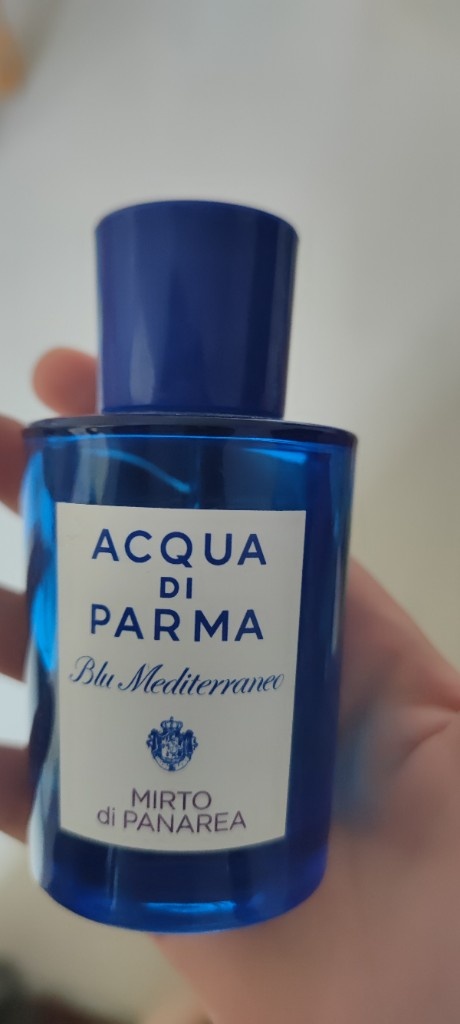 ACQUA
DI
PARMA
Blu Mediterraneo
MIRTO
di PANAREA